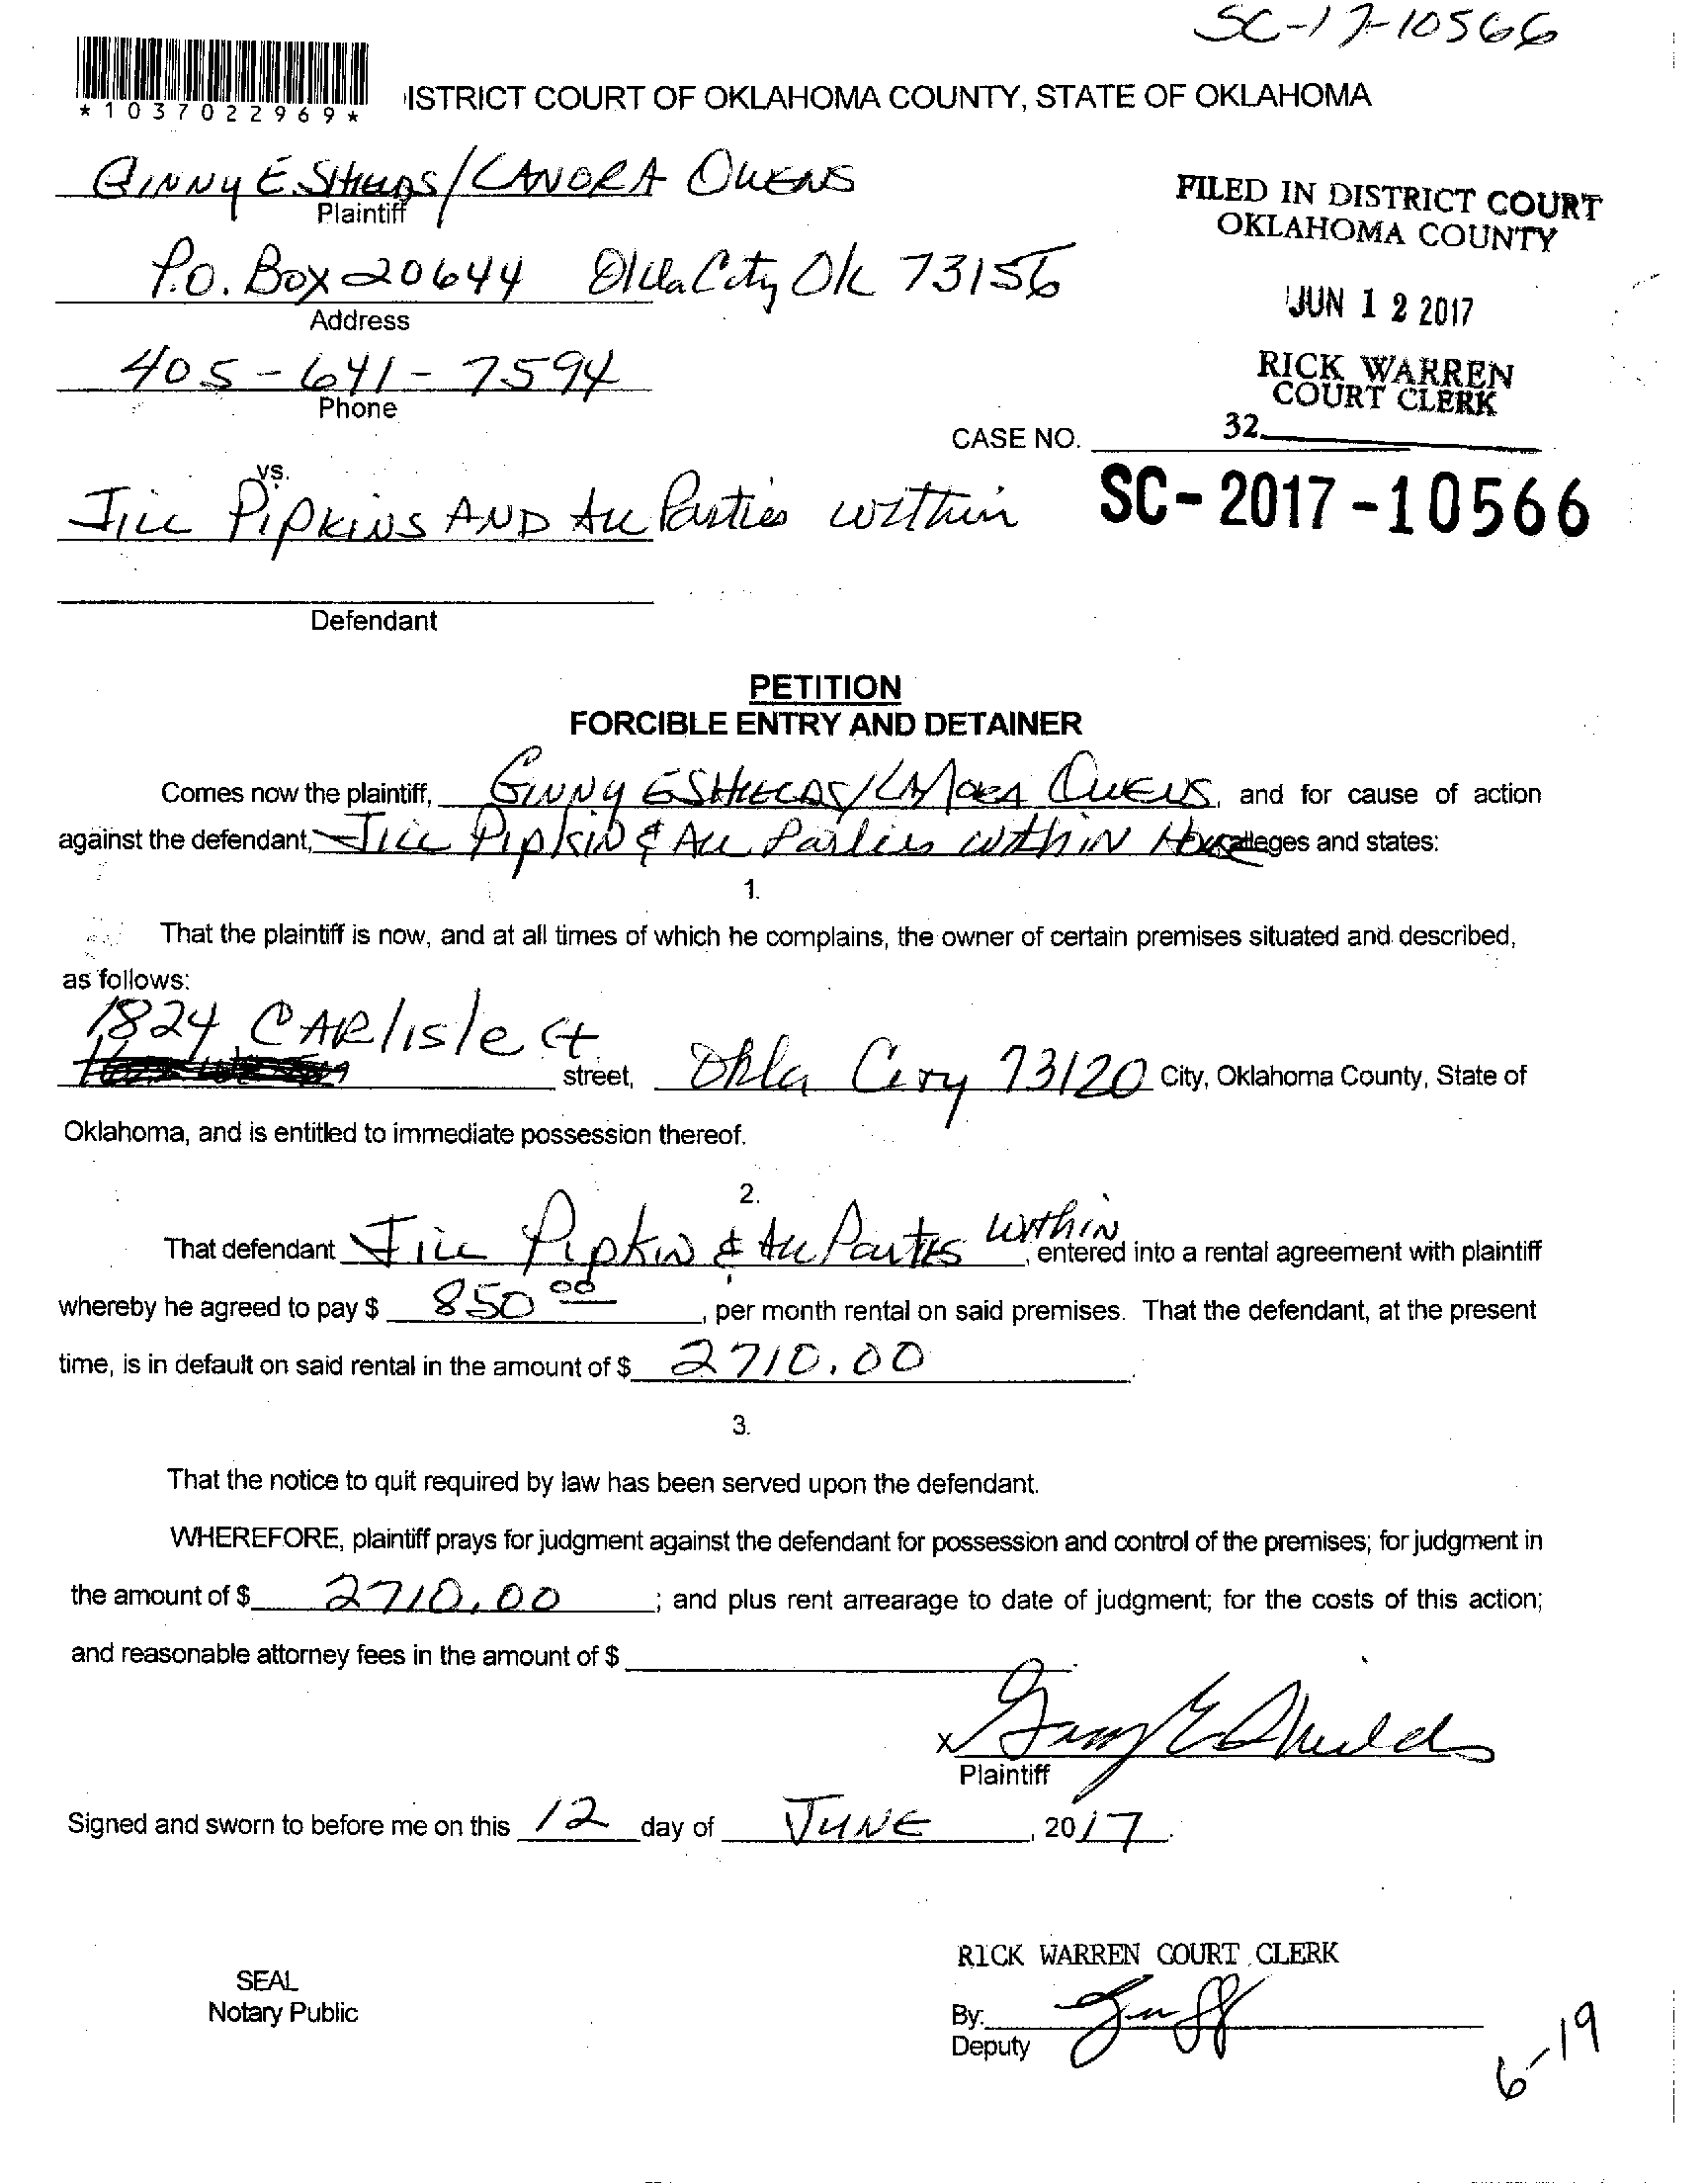 SC-17-10566
*1037022969*
ISTRICT COURT OF OKLAHOMA COUNTY, STATE OF OKLAHOMA
GINNY E. SHIELDS/LANORA OWENS
Plaintiff
FILED IN DISTRICT COURT
OKLAHOMA COUNTY
P.O. Box 20644 Okla City Ok 73156
Address
JUN 12 2017
405-641-7594
Phone
RICK WARREN
COURT CLERK
CASE NO.
32
vs.
Jill Pipkins AND All Parties within
SC-2017-10566
Defendant
PETITION
FORCIBLE ENTRY AND DETAINER
Comes now the plaintiff, GINNY E SHIELDS/LANORA OWENS, and for cause of action
against the defendant, Jill Pipkin & All Parties within House alleges and states:
1.
That the plaintiff is now, and at all times of which he complains, the owner of certain premises situated and described,
as follows:
1824 CARlisle Ct
street, Okla City 73120 City, Oklahoma County, State of
Oklahoma, and is entitled to immediate possession thereof.
2.
That defendant Jill Pipkin & All Parties within, entered into a rental agreement with plaintiff
whereby he agreed to pay $ 850.00, per month rental on said premises. That the defendant, at the present
time, is in default on said rental in the amount of $ 2710.00.
3.
That the notice to quit required by law has been served upon the defendant.
WHEREFORE, plaintiff prays for judgment against the defendant for possession and control of the premises; for judgment in
the amount of $ 2710.00; and plus rent arrearage to date of judgment; for the costs of this action;
and reasonable attorney fees in the amount of $
x Ginny E Shields
Plaintiff
Signed and sworn to before me on this 12 day of JUNE, 2017.
RICK WARREN COURT CLERK
SEAL
Notary Public
By:
Deputy
6-19